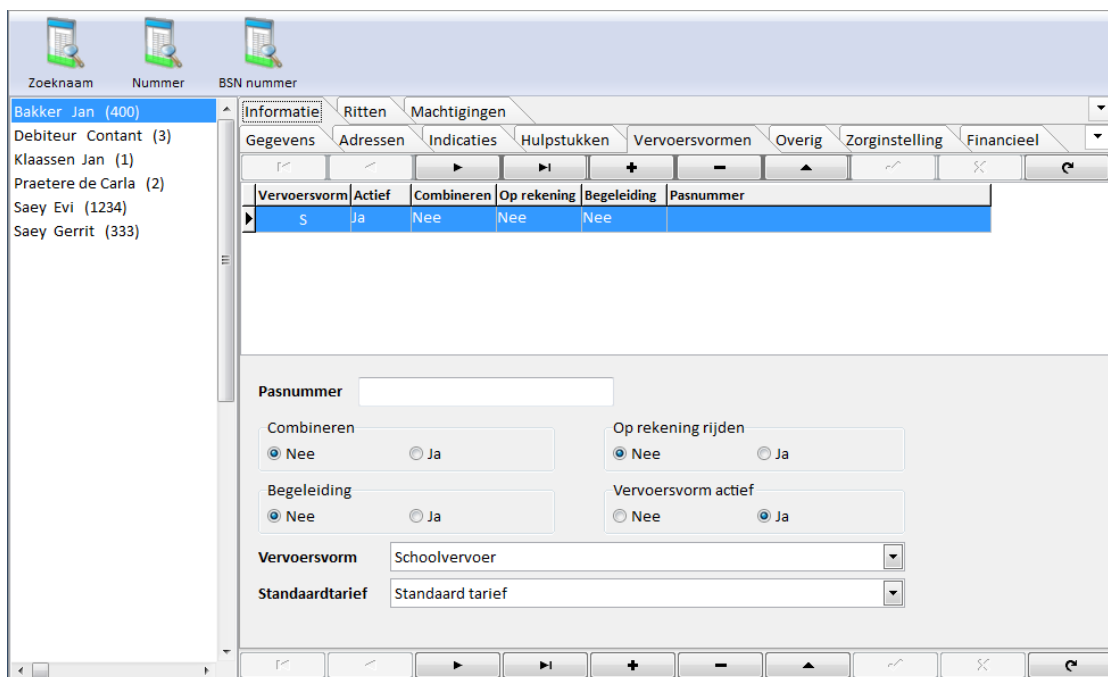 Zoeknaam Nummer BSN nummer
Bakker Jan (400)
Debiteur Contant (3)
Klaassen Jan (1)
Praetere de Carla (2)
Saey Evi (1234)
Saey Gerrit (333)
Informatie Ritten Machtigingen
Gegevens Adressen Indicaties Hulpstukken Vervoersvormen Overig Zorginstelling Financieel
Vervoersvorm Actief Combineren Op rekening Begeleiding Pasnummer
S Ja Nee Nee Nee
Pasnummer
Combineren Op rekening rijden
Nee Ja Nee Ja
Begeleiding Vervoersvorm actief
Nee Ja Nee Ja
Vervoersvorm Schoolvervoer
Standaardtarief Standaard tarief